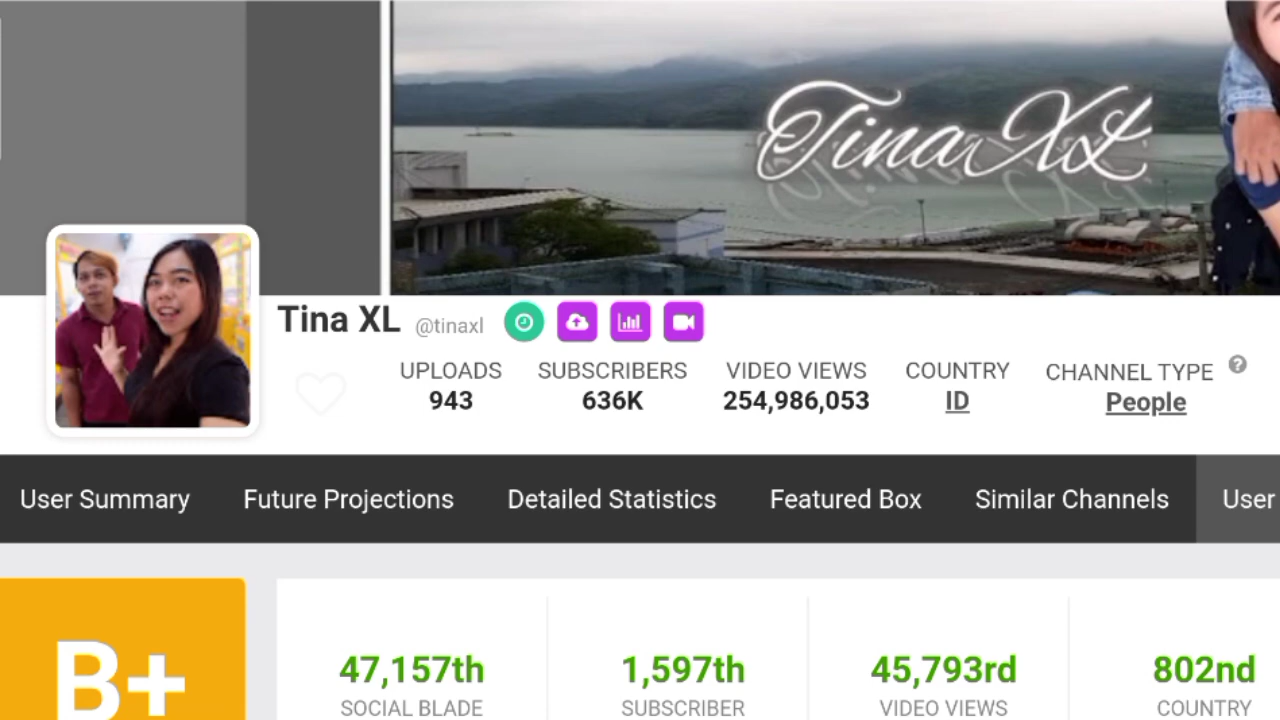 Tina XL
Tina XL @tinaxl
UPLOADS SUBSCRIBERS VIDEO VIEWS COUNTRY CHANNEL TYPE ?
943 636K 254,986,053 ID People
User Summary Future Projections Detailed Statistics Featured Box Similar Channels User
B+
47,157th 1,597th 45,793rd 802nd
SOCIAL BLADE SUBSCRIBER VIDEO VIEWS COUNTRY